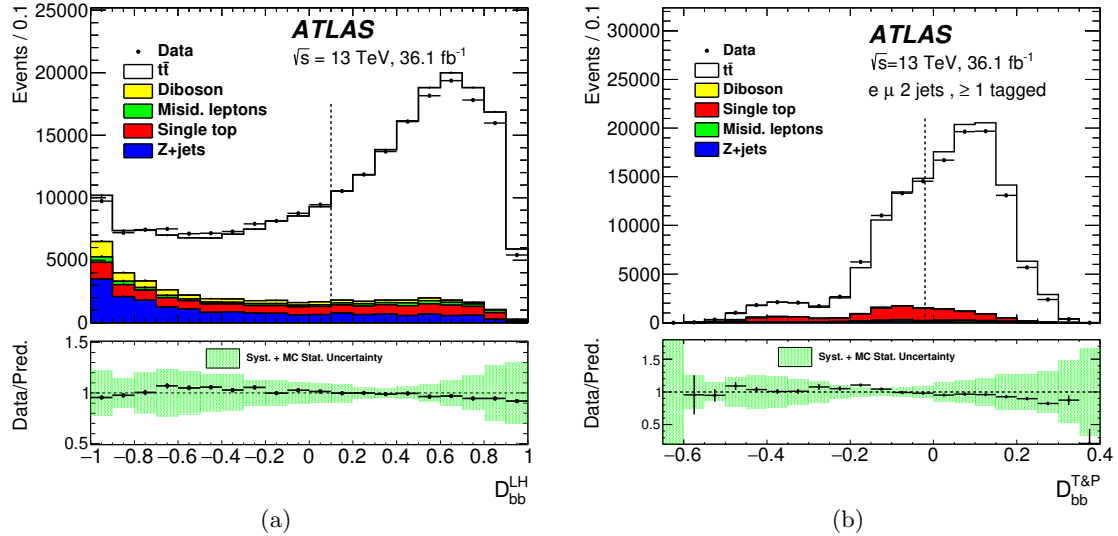 Events / 0.1
25000
20000
15000
10000
5000
0
ATLAS
√s = 13 TeV, 36.1 fb⁻¹
Data
tt̄
Diboson
Misid. leptons
Single top
Z+jets
Data/Pred.
1.5
1
0.5
Syst. + MC Stat. Uncertainty
−1 −0.8 −0.6 −0.4 −0.2 0 0.2 0.4 0.6 0.8 1
D_bb^LH
(a)
Events / 0.1
30000
25000
20000
15000
10000
5000
0
ATLAS
√s=13 TeV, 36.1 fb⁻¹
e μ 2 jets , ≥ 1 tagged
Data
tt̄
Diboson
Single top
Misid. leptons
Z+jets
Data/Pred.
1.5
1
0.5
Syst. + MC Stat. Uncertainty
−0.6 −0.4 −0.2 0 0.2 0.4
D_bb^T&P
(b)